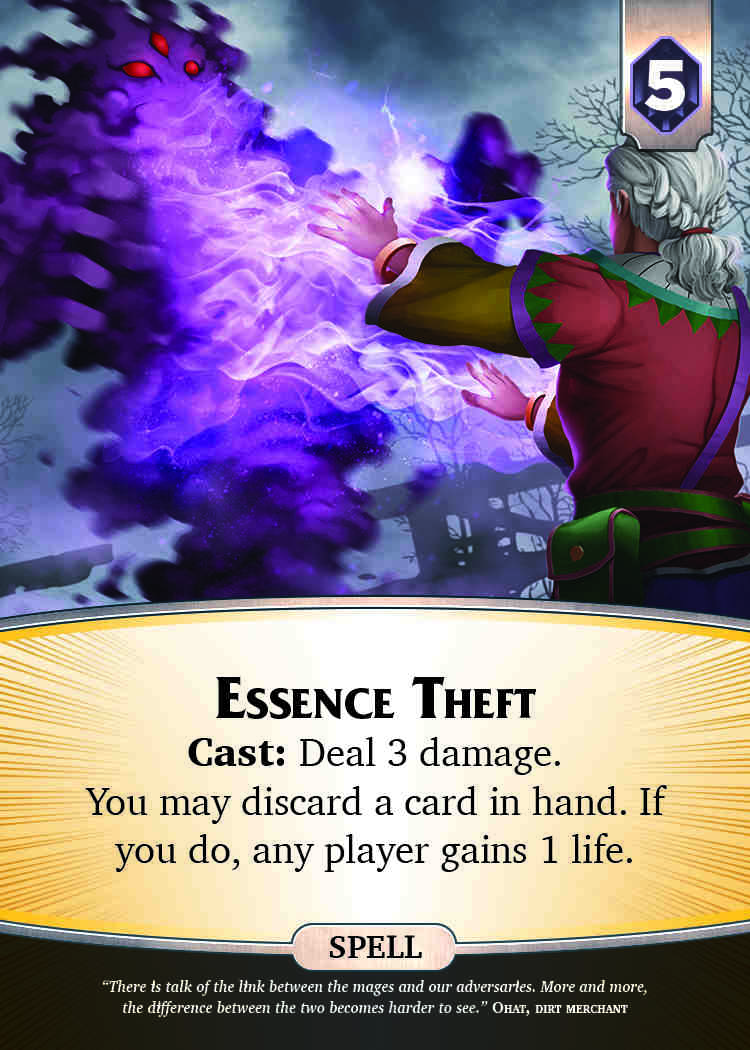 5
Essence Theft
Cast: Deal 3 damage.
You may discard a card in hand. If
you do, any player gains 1 life.
SPELL
“There is talk of the link between the mages and our adversaries. More and more,
the difference between the two becomes harder to see.” Ohat, dirt merchant